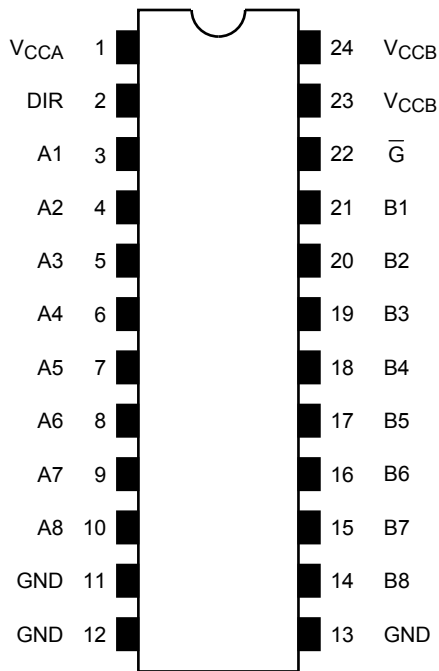 VCCA 1 24 VCCB
DIR 2 23 VCCB
A1 3 22 G̅
A2 4 21 B1
A3 5 20 B2
A4 6 19 B3
A5 7 18 B4
A6 8 17 B5
A7 9 16 B6
A8 10 15 B7
GND 11 14 B8
GND 12 13 GND